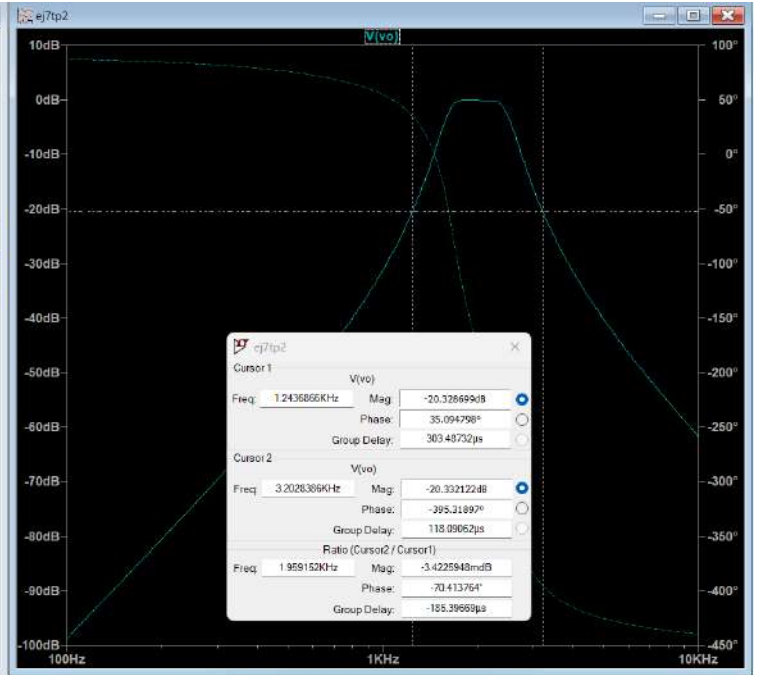 ej7tp2
V(vo)
10dB 100°
0dB 50°
-10dB 0°
-20dB -50°
-30dB -100°
-40dB -150°
-50dB -200°
-60dB -250°
-70dB -300°
-80dB -350°
-90dB -400°
-100dB -450°
100Hz 1KHz 10KHz
ej7tp2
Cursor 1
V(vo)
Freq: 1.2436866KHz Mag: -20.328699dB
Phase: 35.094798°
Group Delay: 303.48732µs
Cursor 2
V(vo)
Freq: 3.2028386KHz Mag: -20.332122dB
Phase: -395.31897°
Group Delay: 118.09062µs
Ratio (Cursor2 / Cursor1)
Freq: 1.959152KHz Mag: -3.4225948mdB
Phase: -70.413764°
Group Delay: -185.39669µs